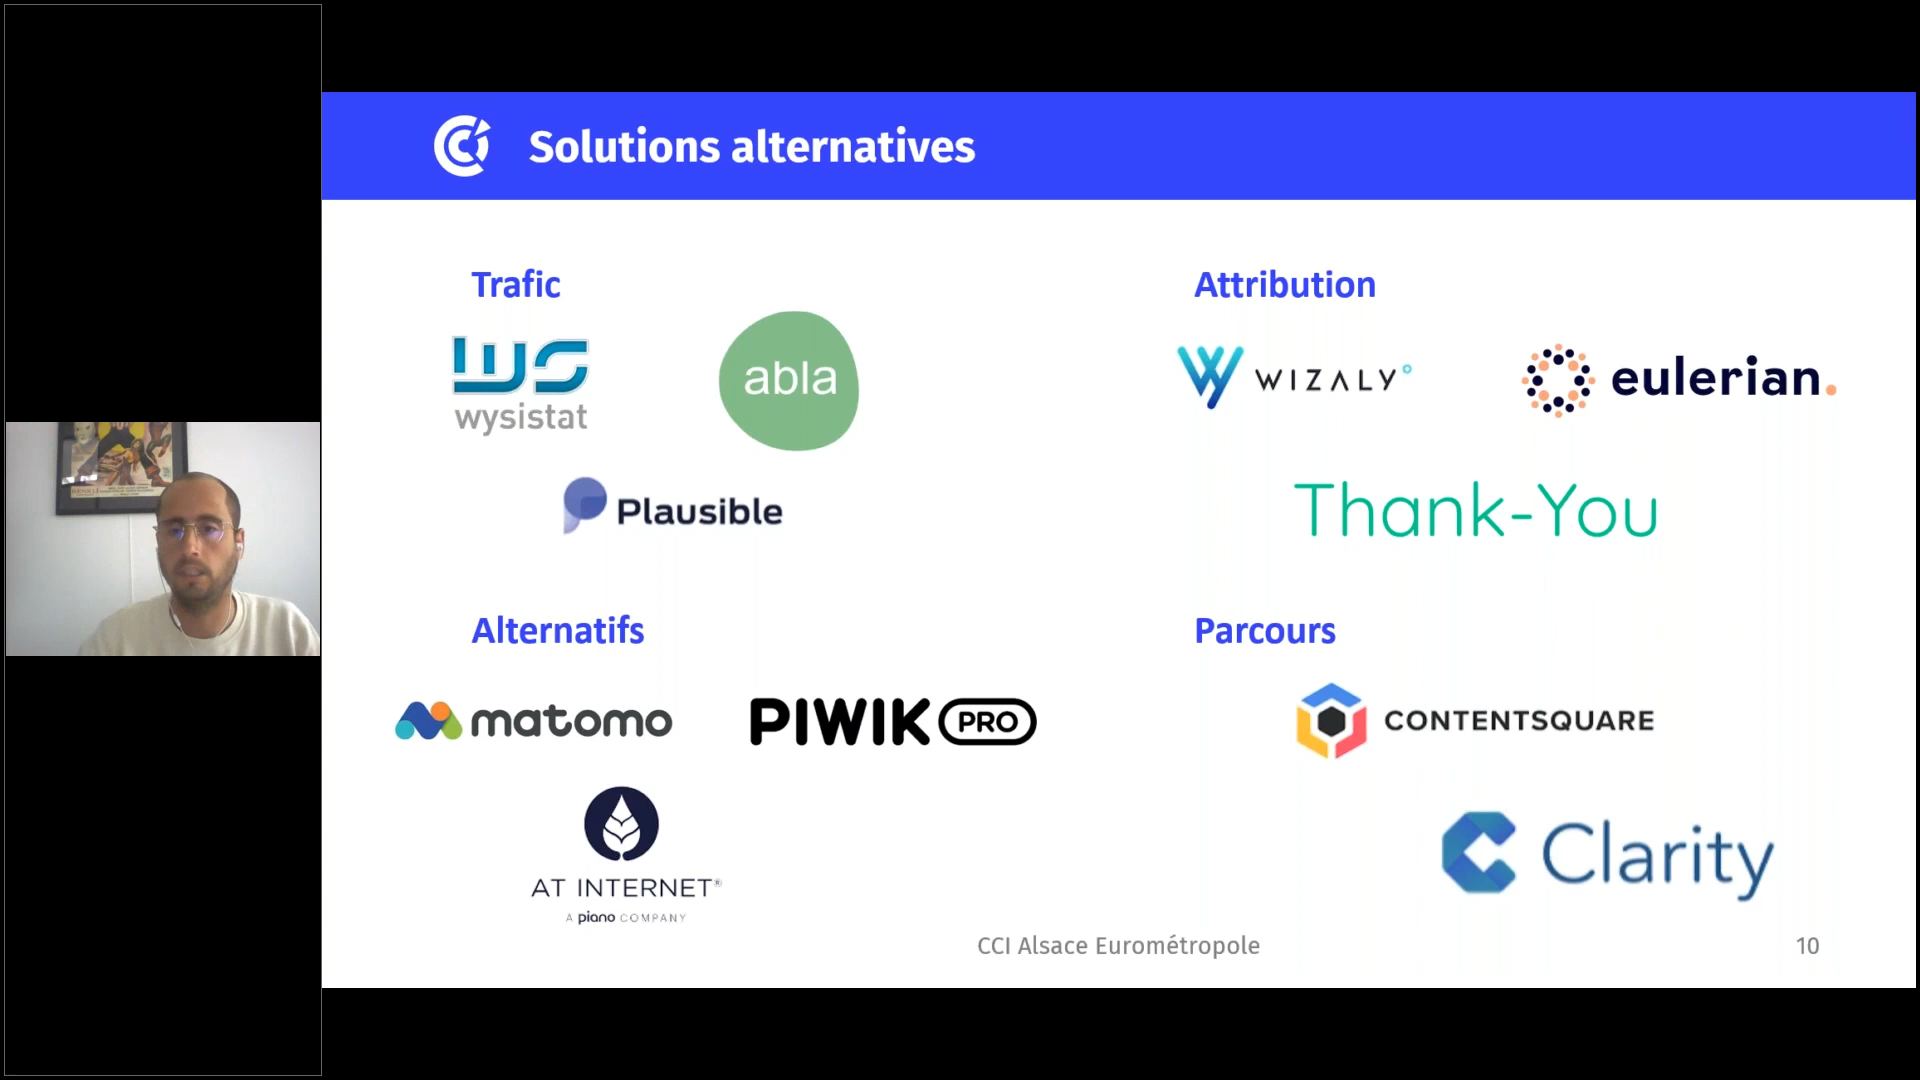 Solutions alternatives
Trafic
wysistat
abla
Plausible
Attribution
WIZALY
eulerian.
Thank-You
Alternatifs
matomo
PIWIK PRO
AT INTERNET®
A piano COMPANY
Parcours
CONTENTSQUARE
Clarity
CCI Alsace Eurométropole
10